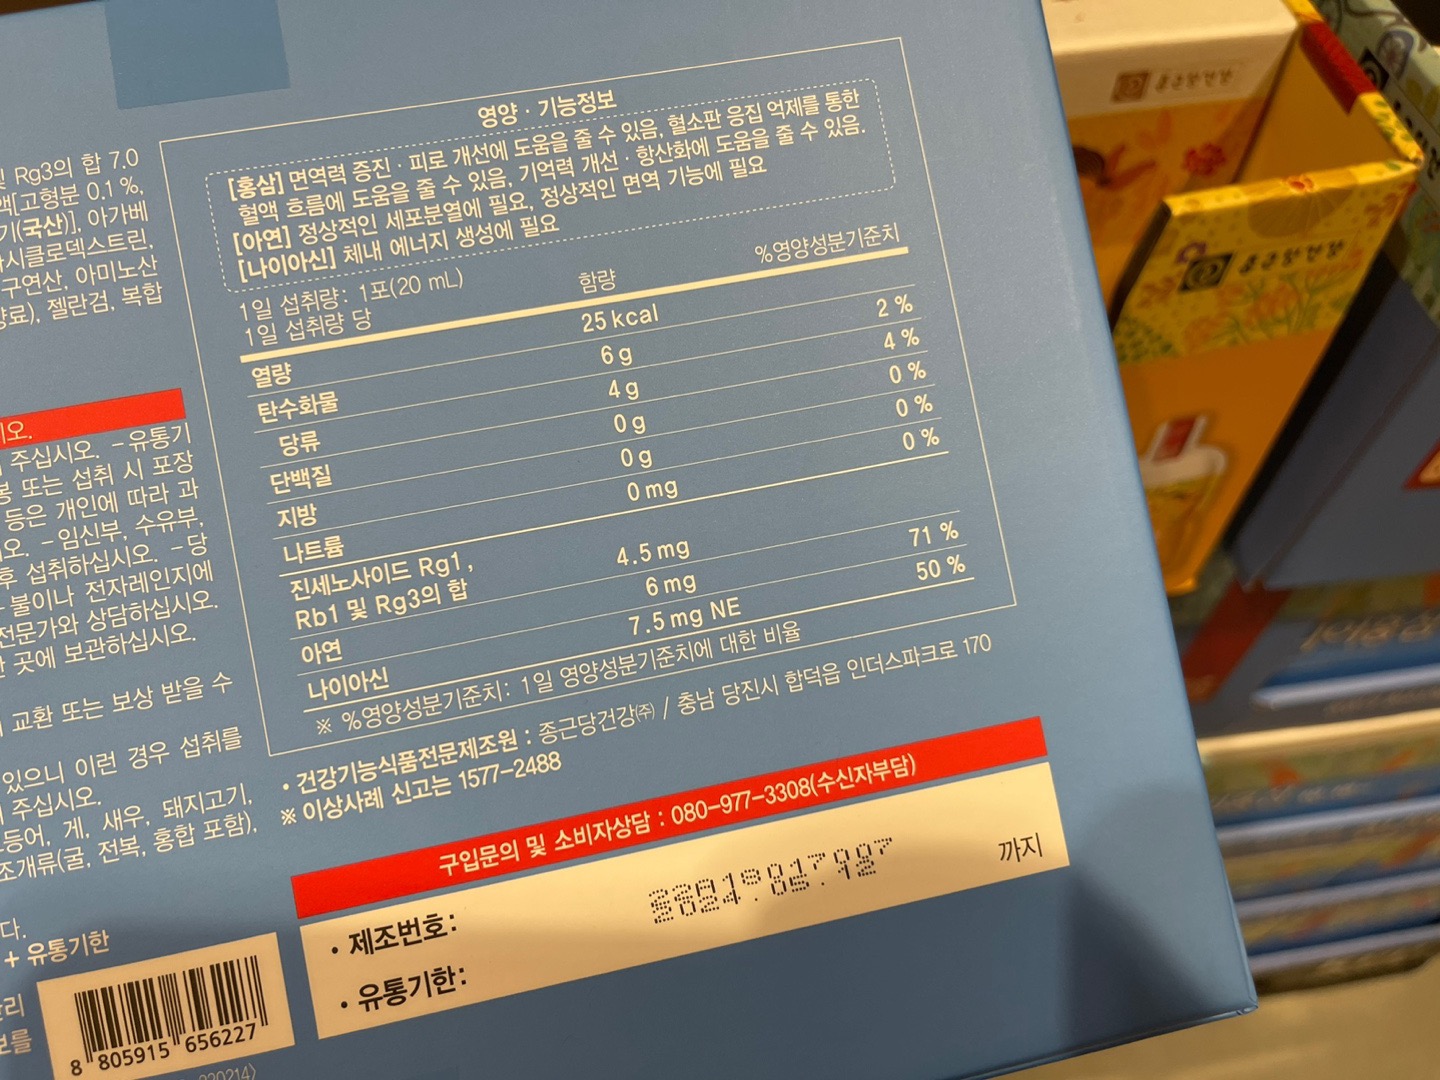 Rg3의 합 7.0
액[고형분 0.1 %,
기(국산)], 아가베
시클로덱스트린,
구연산, 아미노산
향료), 젤란검, 복합
오.
주십시오. -유통기
봉 또는 섭취 시 포장
등은 개인에 따라 과
오. -임신부, 수유부,
후 섭취하십시오. -당
불이나 전자레인지에
전문가와 상담하십시오.
곳에 보관하십시오.
교환 또는 보상 받을 수
있으니 이런 경우 섭취를
주십시오.
등어, 게, 새우, 돼지고기,
조개류(굴, 전복, 홍합 포함),
다.
+ 유통기한
8 805915 656227
영양 · 기능정보
[홍삼] 면역력 증진 · 피로 개선에 도움을 줄 수 있음, 혈소판 응집 억제를 통한
혈액 흐름에 도움을 줄 수 있음, 기억력 개선 · 항산화에 도움을 줄 수 있음.
[아연] 정상적인 세포분열에 필요, 정상적인 면역 기능에 필요
[나이아신] 체내 에너지 생성에 필요
1일 섭취량: 1포(20 mL)
1일 섭취량 당 함량 %영양성분기준치
열량 25 kcal
탄수화물 6 g 2 %
당류 4 g 4 %
단백질 0 g 0 %
지방 0 g 0 %
나트륨 0 mg 0 %
진세노사이드 Rg1,
Rb1 및 Rg3의 합 4.5 mg
아연 6 mg 71 %
나이아신 7.5 mg NE 50 %
※ %영양성분기준치: 1일 영양성분기준치에 대한 비율
• 건강기능식품전문제조원 : 종근당건강㈜ / 충남 당진시 합덕읍 인더스파크로 170
※ 이상사례 신고는 1577-2488
구입문의 및 소비자상담 : 080-977-3308(수신자부담)
• 제조번호:
• 유통기한: 까지
종근당건강
종근당건강